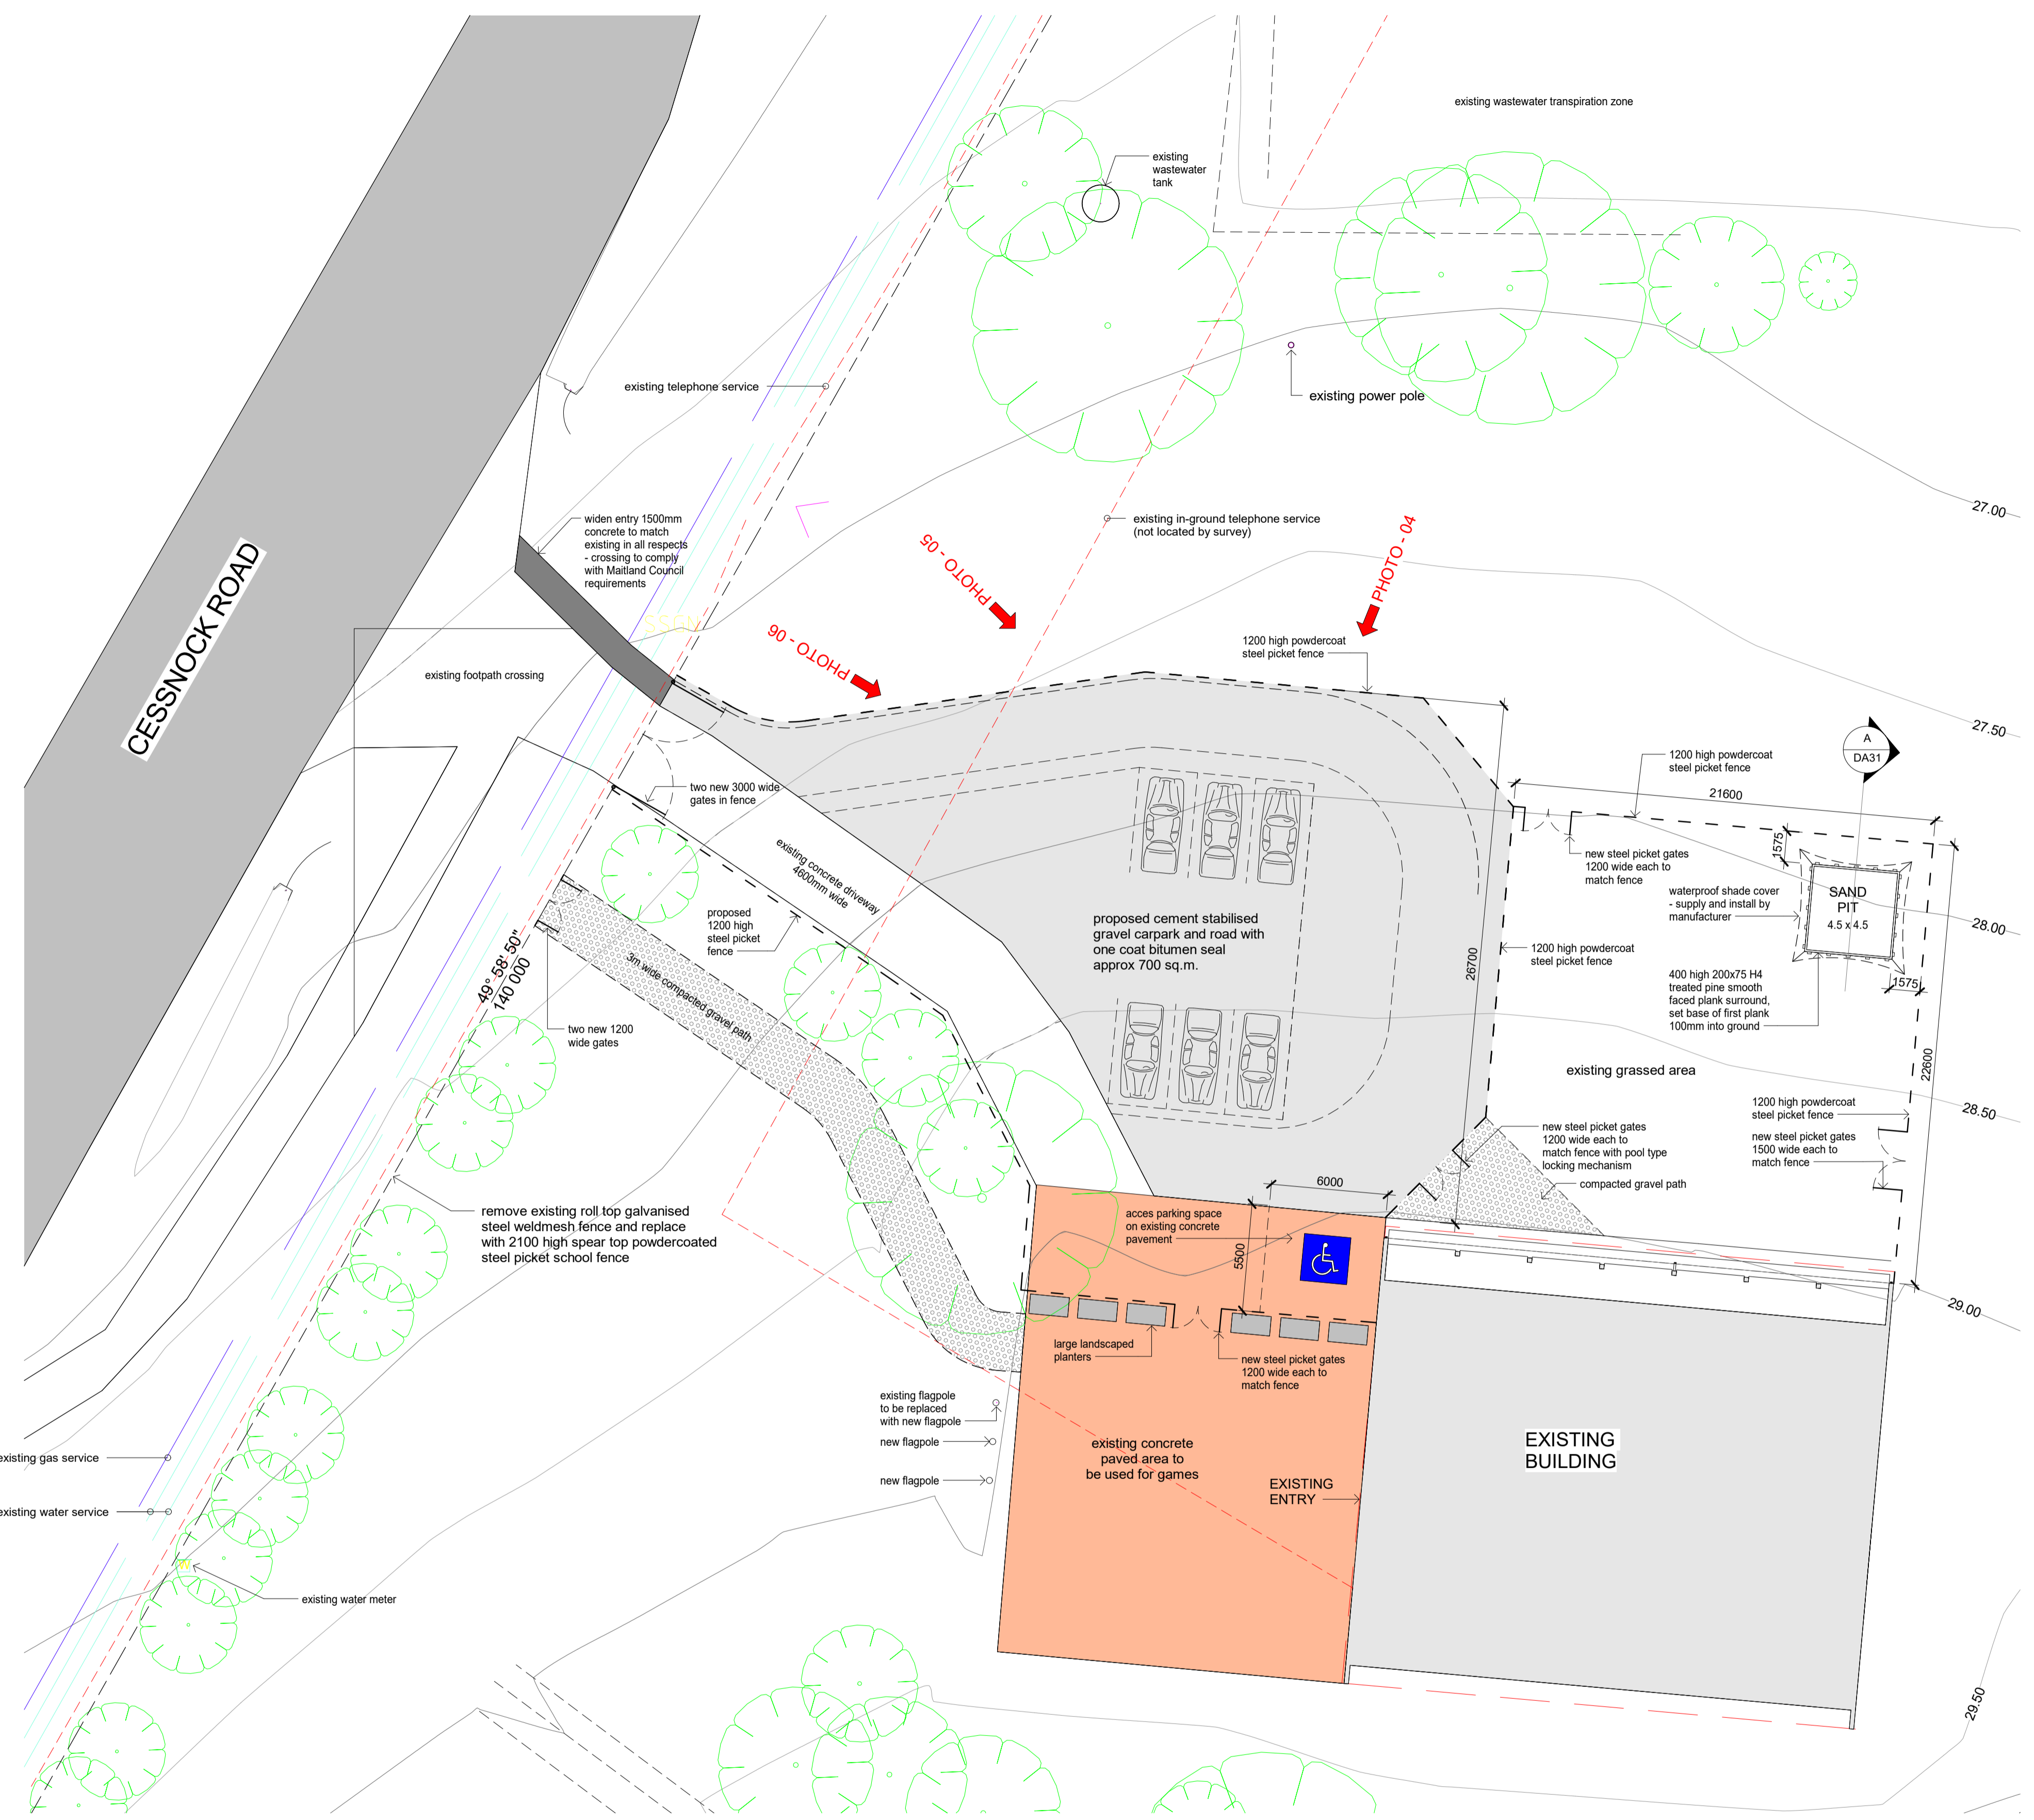 existing wastewater transpiration zone
existing
wastewater
tank
existing telephone service
existing power pole
27.00
widen entry 1500mm
concrete to match
existing in all respects
- crossing to comply
with Maitland Council
requirements
existing in-ground telephone service
(not located by survey)
PHOTO - 04
PHOTO - 05
PHOTO - 06
CESSNOCK ROAD
existing footpath crossing
1200 high powdercoat
steel picket fence
27.50
A
DA31
1200 high powdercoat
steel picket fence
21600
two new 3000 wide
gates in fence
existing concrete driveway
4600mm wide
1575
new steel picket gates
1200 wide each to
match fence
waterproof shade cover
- supply and install by
manufacturer
SAND
PIT
4.5 x 4.5
28.00
proposed
1200 high
steel picket
fence
proposed cement stabilised
gravel carpark and road with
one coat bitumen seal
approx 700 sq.m.
1200 high powdercoat
steel picket fence
26700
400 high 200x75 H4
treated pine smooth
faced plank surround,
set base of first plank
100mm into ground
1575
49° 58' 50"
140 000
3m wide compacted gravel path
two new 1200
wide gates
existing grassed area
22600
1200 high powdercoat
steel picket fence
28.50
new steel picket gates
1200 wide each to
match fence with pool type
locking mechanism
new steel picket gates
1500 wide each to
match fence
compacted gravel path
6000
remove existing roll top galvanised
steel weldmesh fence and replace
with 2100 high spear top powdercoated
steel picket school fence
acces parking space
on existing concrete
pavement
5500
29.00
large landscaped
planters
new steel picket gates
1200 wide each to
match fence
existing flagpole
to be replaced
with new flagpole
new flagpole
new flagpole
existing concrete
paved area to
be used for games
EXISTING
ENTRY
EXISTING
BUILDING
existing gas service
existing water service
existing water meter
29.50